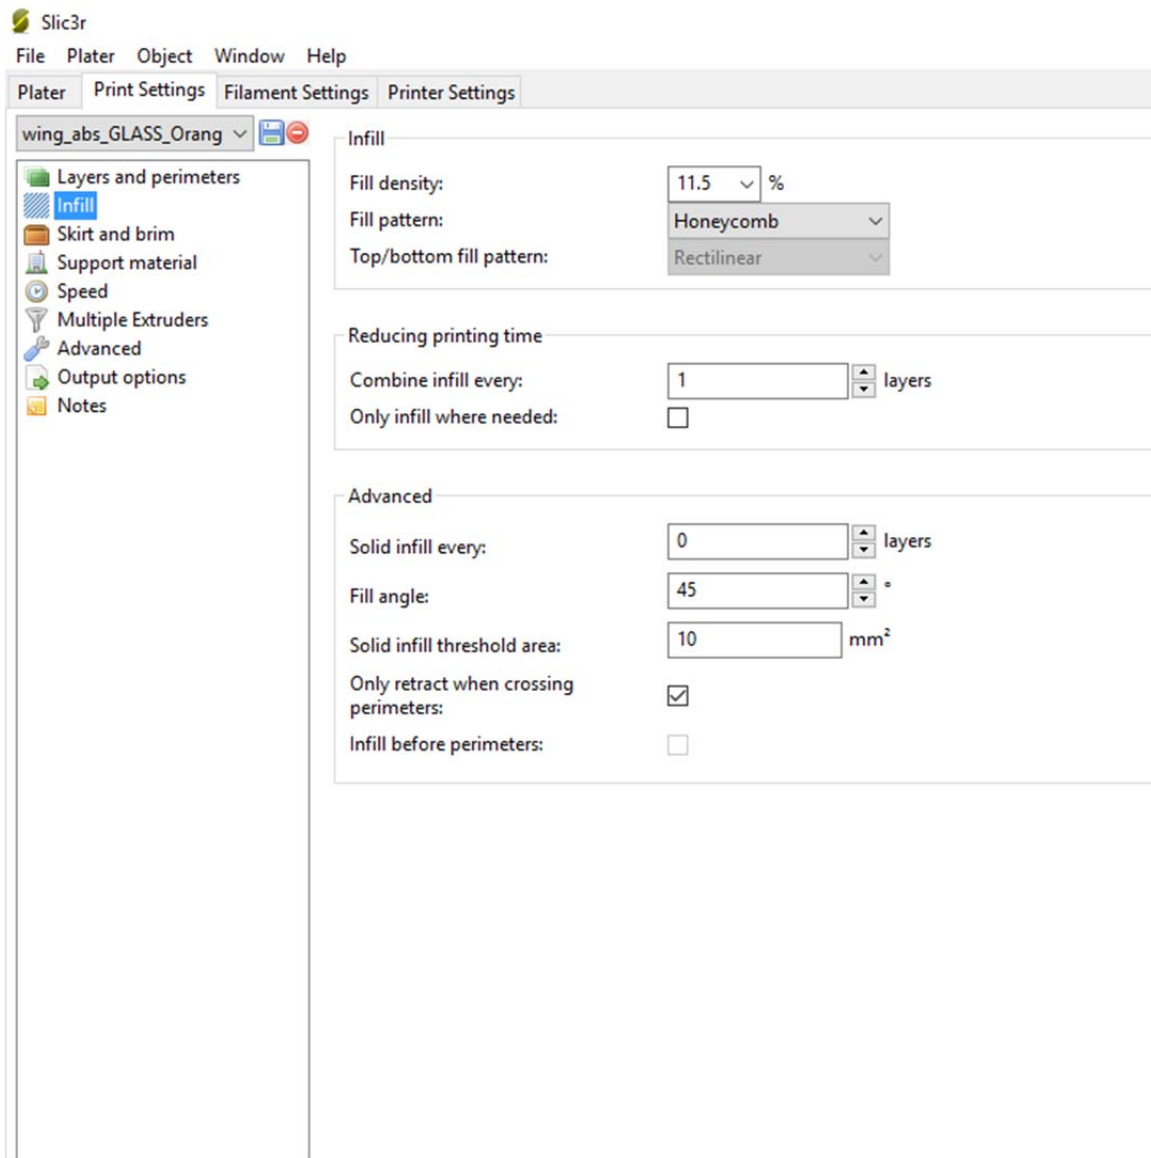 Slic3r
File Plater Object Window Help
Plater Print Settings Filament Settings Printer Settings
wing_abs_GLASS_Orang
Layers and perimeters
Infill
Skirt and brim
Support material
Speed
Multiple Extruders
Advanced
Output options
Notes
Infill
Fill density: 11.5 %
Fill pattern: Honeycomb
Top/bottom fill pattern: Rectilinear
Reducing printing time
Combine infill every: 1 layers
Only infill where needed:
Advanced
Solid infill every: 0 layers
Fill angle: 45 °
Solid infill threshold area: 10 mm²
Only retract when crossing
perimeters:
Infill before perimeters: